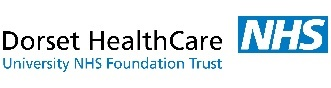 Dorset HealthCare NHS
University NHS Foundation Trust